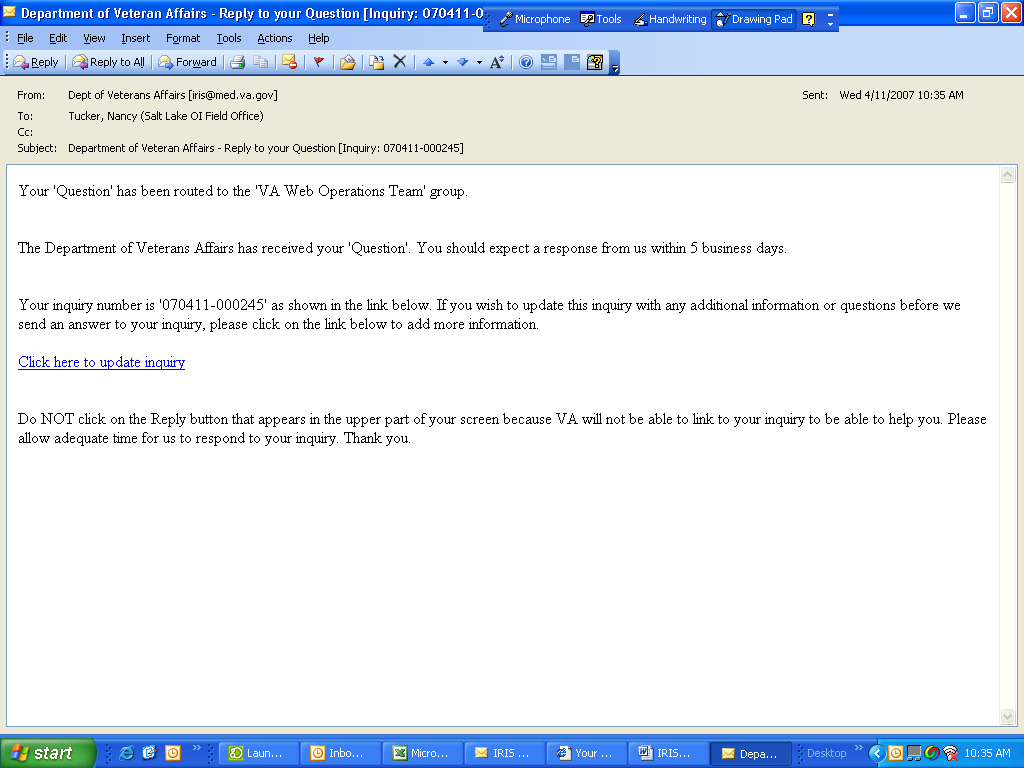 Department of Veteran Affairs - Reply to your Question [Inquiry: 070411-0
Microphone Tools Handwriting Drawing Pad
File Edit View Insert Format Tools Actions Help
Reply Reply to All Forward
From: Dept of Veterans Affairs [iris@med.va.gov] Sent: Wed 4/11/2007 10:35 AM
To: Tucker, Nancy (Salt Lake OI Field Office)
Cc:
Subject: Department of Veteran Affairs - Reply to your Question [Inquiry: 070411-000245]
Your 'Question' has been routed to the 'VA Web Operations Team' group.
The Department of Veterans Affairs has received your 'Question'. You should expect a response from us within 5 business days.
Your inquiry number is '070411-000245' as shown in the link below. If you wish to update this inquiry with any additional information or questions before we
send an answer to your inquiry, please click on the link below to add more information.
Click here to update inquiry
Do NOT click on the Reply button that appears in the upper part of your screen because VA will not be able to link to your inquiry to be able to help you. Please
allow adequate time for us to respond to your inquiry. Thank you.
start Laun... Inbo... Micro... IRIS ... Your ... IRIS... Depa... Desktop 10:35 AM